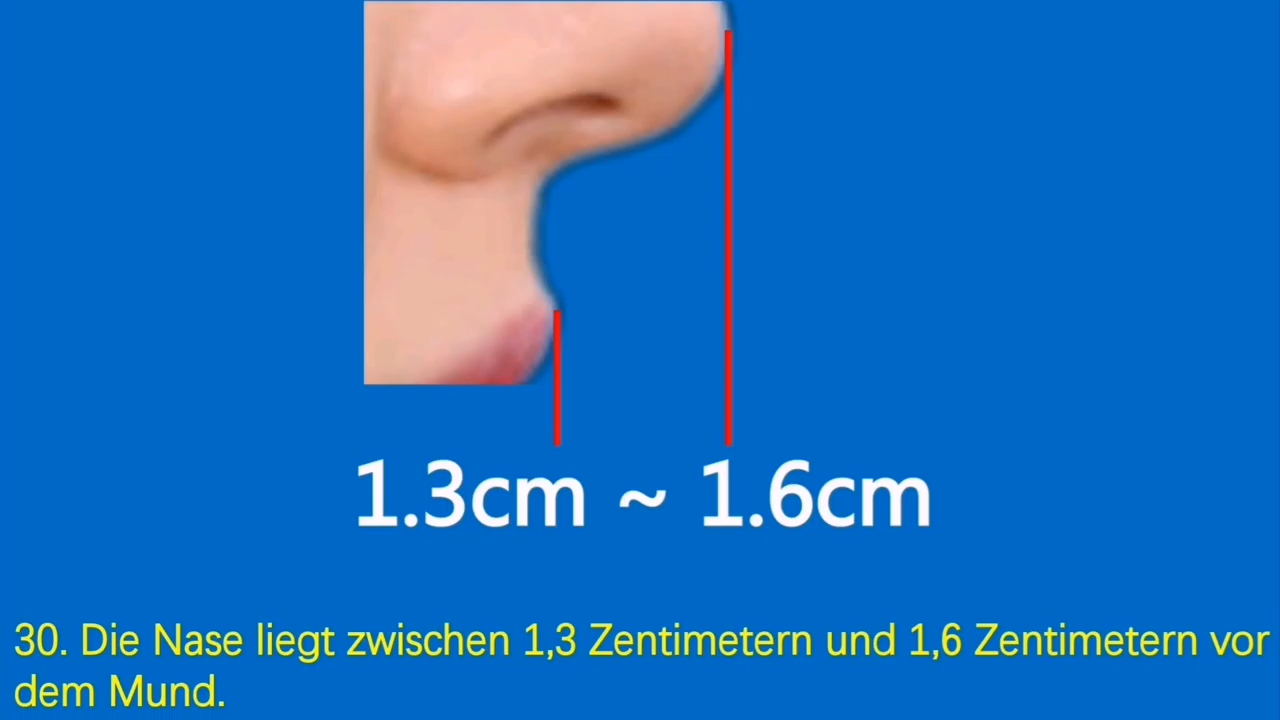 1.3cm ~ 1.6cm
30. Die Nase liegt zwischen 1,3 Zentimetern und 1,6 Zentimetern vor
dem Mund.